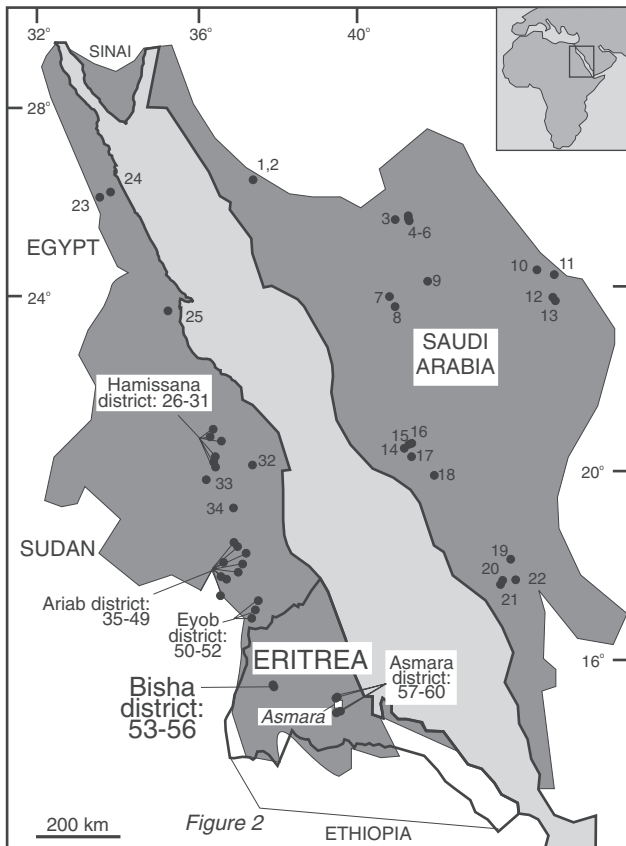 32°
36°
40°
SINAI
28°
1,2
24
23
3
4-6
EGYPT
10
11
9
24°
7
8
12
13
25
SAUDI
ARABIA
Hamissana
district: 26-31
15
16
14
17
32
20°
33
18
34
SUDAN
19
20
22
21
Ariab district:
35-49
Eyob
district:
50-52
ERITREA
16°
Asmara
district:
57-60
Bisha
district:
53-56
Asmara
200 km
Figure 2
ETHIOPIA